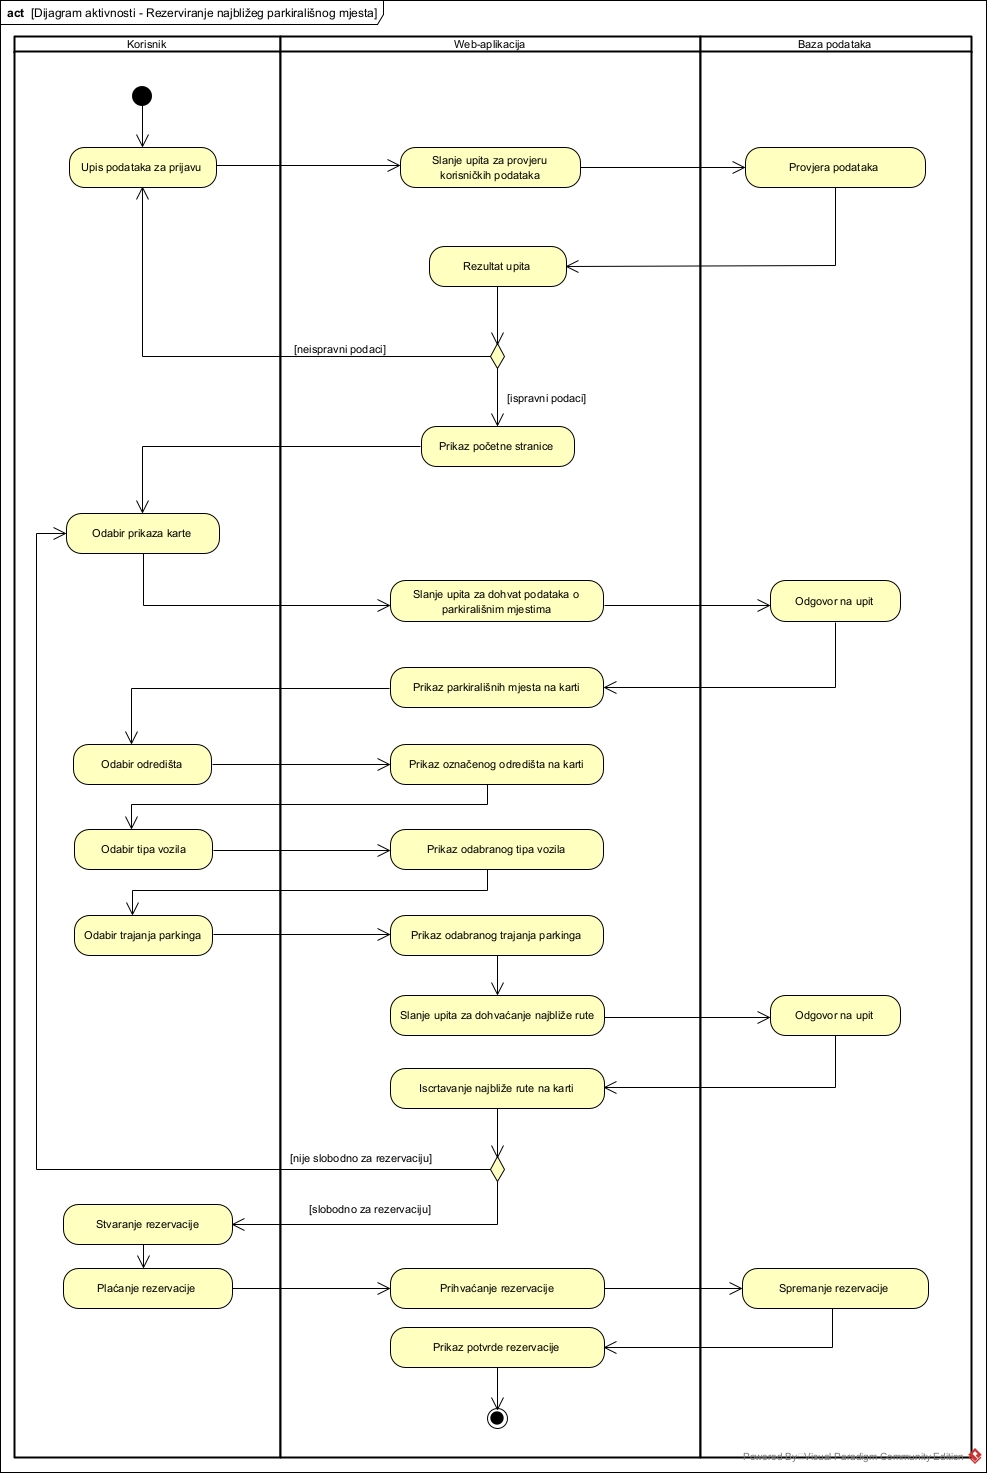 act [Dijagram aktivnosti - Rezerviranje najbližeg parkirališnog mjesta]
Korisnik
Web-aplikacija
Baza podataka
Upis podataka za prijavu
Slanje upita za provjeru
korisničkih podataka
Provjera podataka
Rezultat upita
[neispravni podaci]
[ispravni podaci]
Prikaz početne stranice
Odabir prikaza karte
Slanje upita za dohvat podataka o
parkirališnim mjestima
Odgovor na upit
Prikaz parkirališnih mjesta na karti
Odabir odredišta
Prikaz označenog odredišta na karti
Odabir tipa vozila
Prikaz odabranog tipa vozila
Odabir trajanja parkinga
Prikaz odabranog trajanja parkinga
Slanje upita za dohvaćanje najbliže rute
Odgovor na upit
Iscrtavanje najbliže rute na karti
[nije slobodno za rezervaciju]
[slobodno za rezervaciju]
Stvaranje rezervacije
Plaćanje rezervacije
Prihvaćanje rezervacije
Spremanje rezervacije
Prikaz potvrde rezervacije
Powered By: Visual Paradigm Community Edition